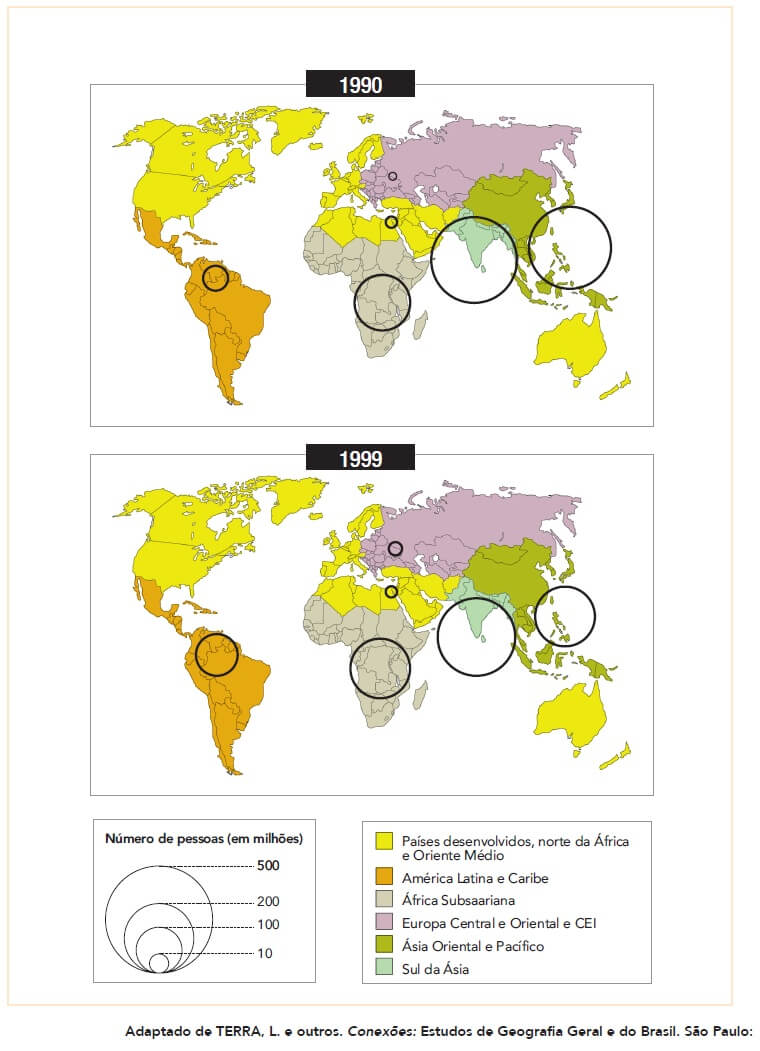 1990
1999
Número de pessoas (em milhões)
500
200
100
10
Países desenvolvidos, norte da África
e Oriente Médio
América Latina e Caribe
África Subsaariana
Europa Central e Oriental e CEI
Ásia Oriental e Pacífico
Sul da Ásia
Adaptado de TERRA, L. e outros. Conexões: Estudos de Geografia Geral e do Brasil. São Paulo: